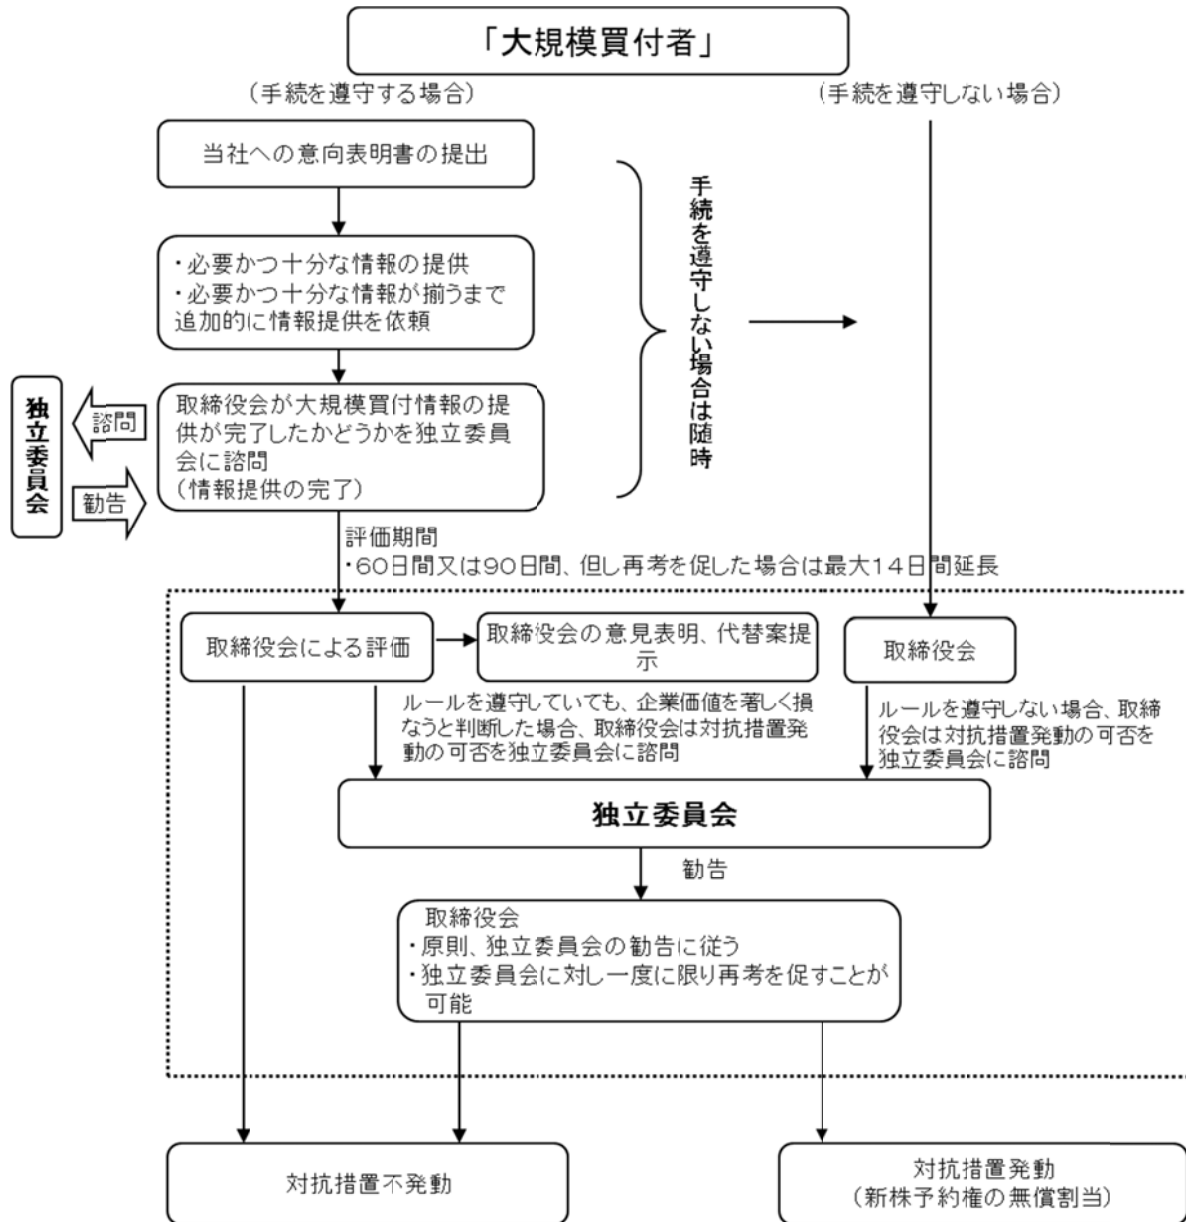 「大規模買付者」
（手続を遵守する場合）
（手続を遵守しない場合）
当社への意向表明書の提出
・必要かつ十分な情報の提供
・必要かつ十分な情報が揃うまで
追加的に情報提供を依頼
手続を遵守しない場合は随時
独立委員会
諮問
勧告
取締役会が大規模買付情報の提
供が完了したかどうかを独立委員
会に諮問
（情報提供の完了）
評価期間
・60日間又は90日間、但し再考を促した場合は最大14日間延長
取締役会による評価
取締役会の意見表明、代替案提
示
取締役会
ルールを遵守していても、企業価値を著しく損
なうと判断した場合、取締役会は対抗措置発
動の可否を独立委員会に諮問
ルールを遵守しない場合、取締
役会は対抗措置発動の可否を
独立委員会に諮問
独立委員会
勧告
取締役会
・原則、独立委員会の勧告に従う
・独立委員会に対し一度に限り再考を促すことが
可能
対抗措置不発動
対抗措置発動
（新株予約権の無償割当）